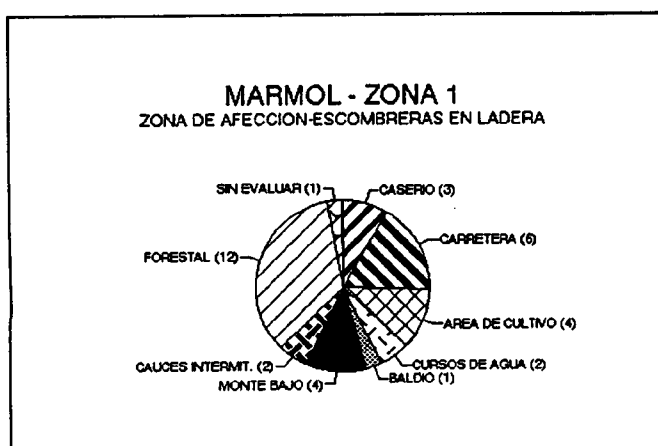 MARMOL - ZONA 1
ZONA DE AFECCION-ESCOMBRERAS EN LADERA
SIN EVALUAR (1)
CASERIO (3)
CARRETERA (6)
FORESTAL (12)
AREA DE CULTIVO (4)
CAUCES INTERMIT. (2)
CURSOS DE AGUA (2)
MONTE BAJO (4)
BALDIO (1)